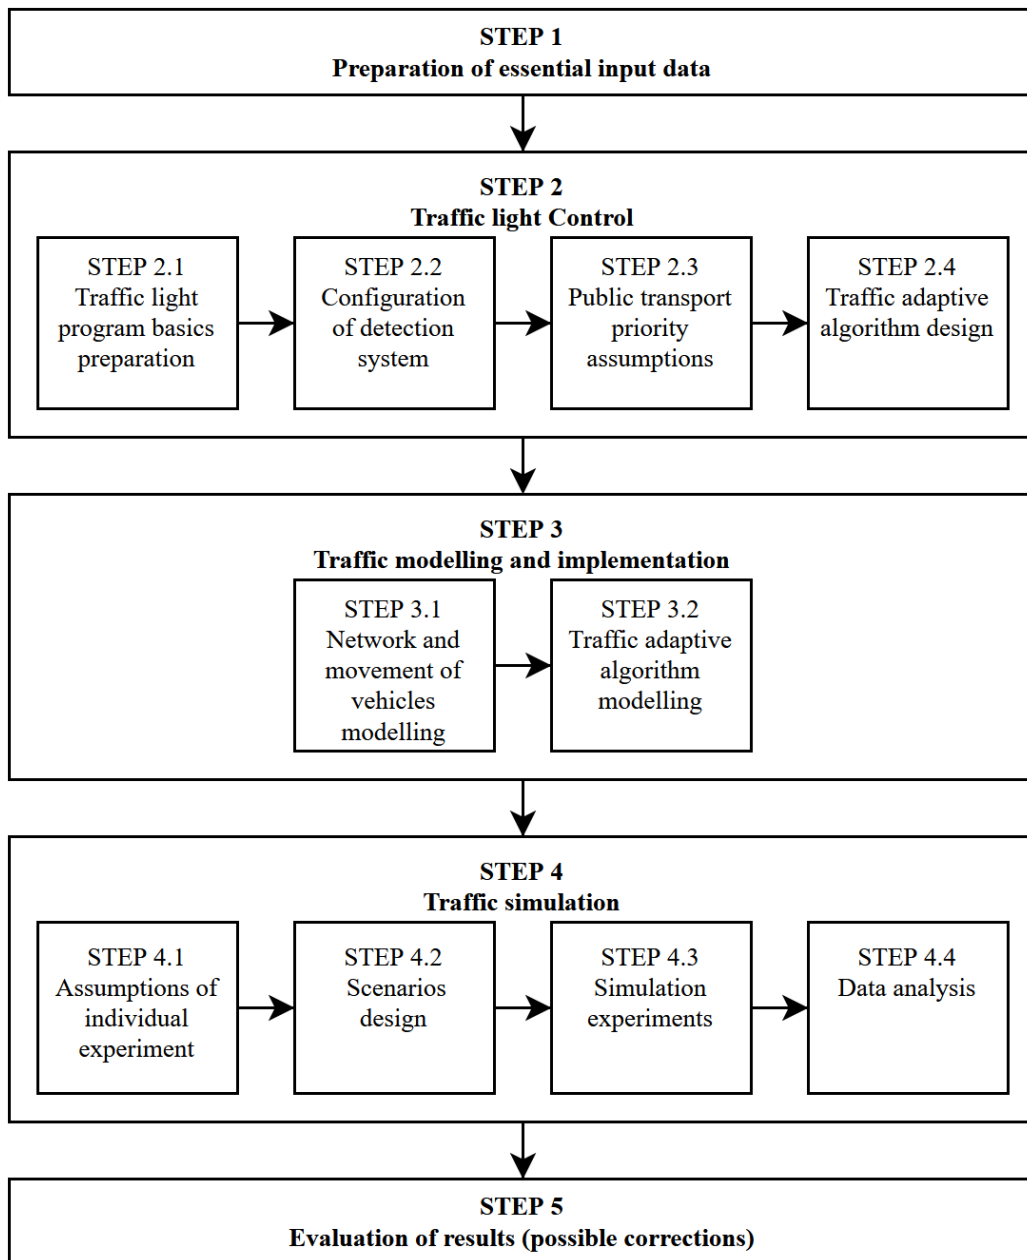 STEP 1
Preparation of essential input data
STEP 2
Traffic light Control
STEP 2.1
Traffic light
program basics
preparation
STEP 2.2
Configuration
of detection
system
STEP 2.3
Public transport
priority
assumptions
STEP 2.4
Traffic adaptive
algorithm design
STEP 3
Traffic modelling and implementation
STEP 3.1
Network and
movement of
vehicles
modelling
STEP 3.2
Traffic adaptive
algorithm
modelling
STEP 4
Traffic simulation
STEP 4.1
Assumptions of
individual
experiment
STEP 4.2
Scenarios
design
STEP 4.3
Simulation
experiments
STEP 4.4
Data analysis
STEP 5
Evaluation of results (possible corrections)